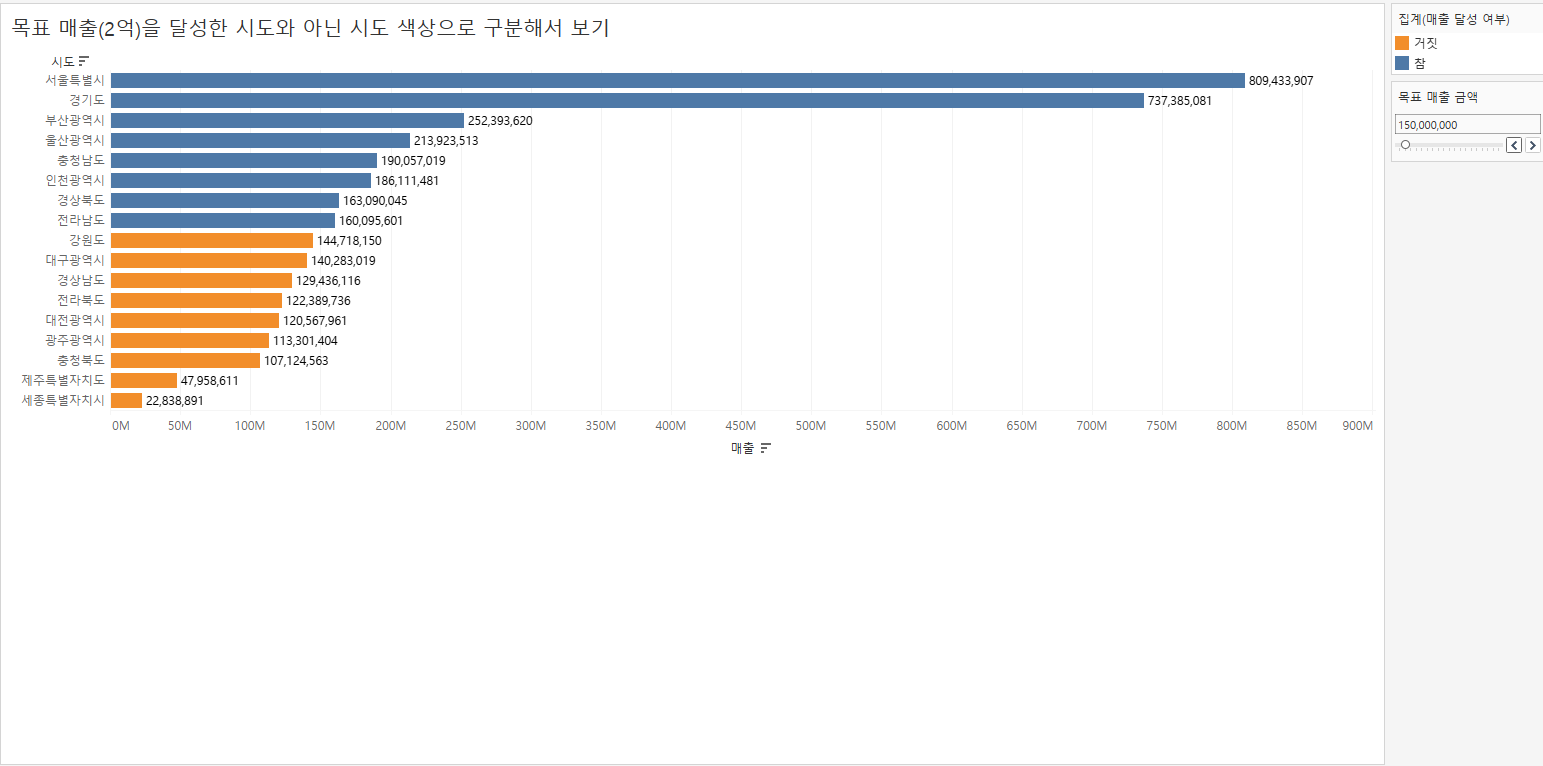 목표 매출(2억)을 달성한 시도와 아닌 시도 색상으로 구분해서 보기
시도
서울특별시 809,433,907
경기도 737,385,081
부산광역시 252,393,620
울산광역시 213,923,513
충청남도 190,057,019
인천광역시 186,111,481
경상북도 163,090,045
전라남도 160,095,601
강원도 144,718,150
대구광역시 140,283,019
경상남도 129,436,116
전라북도 122,389,736
대전광역시 120,567,961
광주광역시 113,301,404
충청북도 107,124,563
제주특별자치도 47,958,611
세종특별자치시 22,838,891
0M 50M 100M 150M 200M 250M 300M 350M 400M 450M 500M 550M 600M 650M 700M 750M 800M 850M 900M
매출
집계(매출 달성 여부)
거짓
참
목표 매출 금액
150,000,000